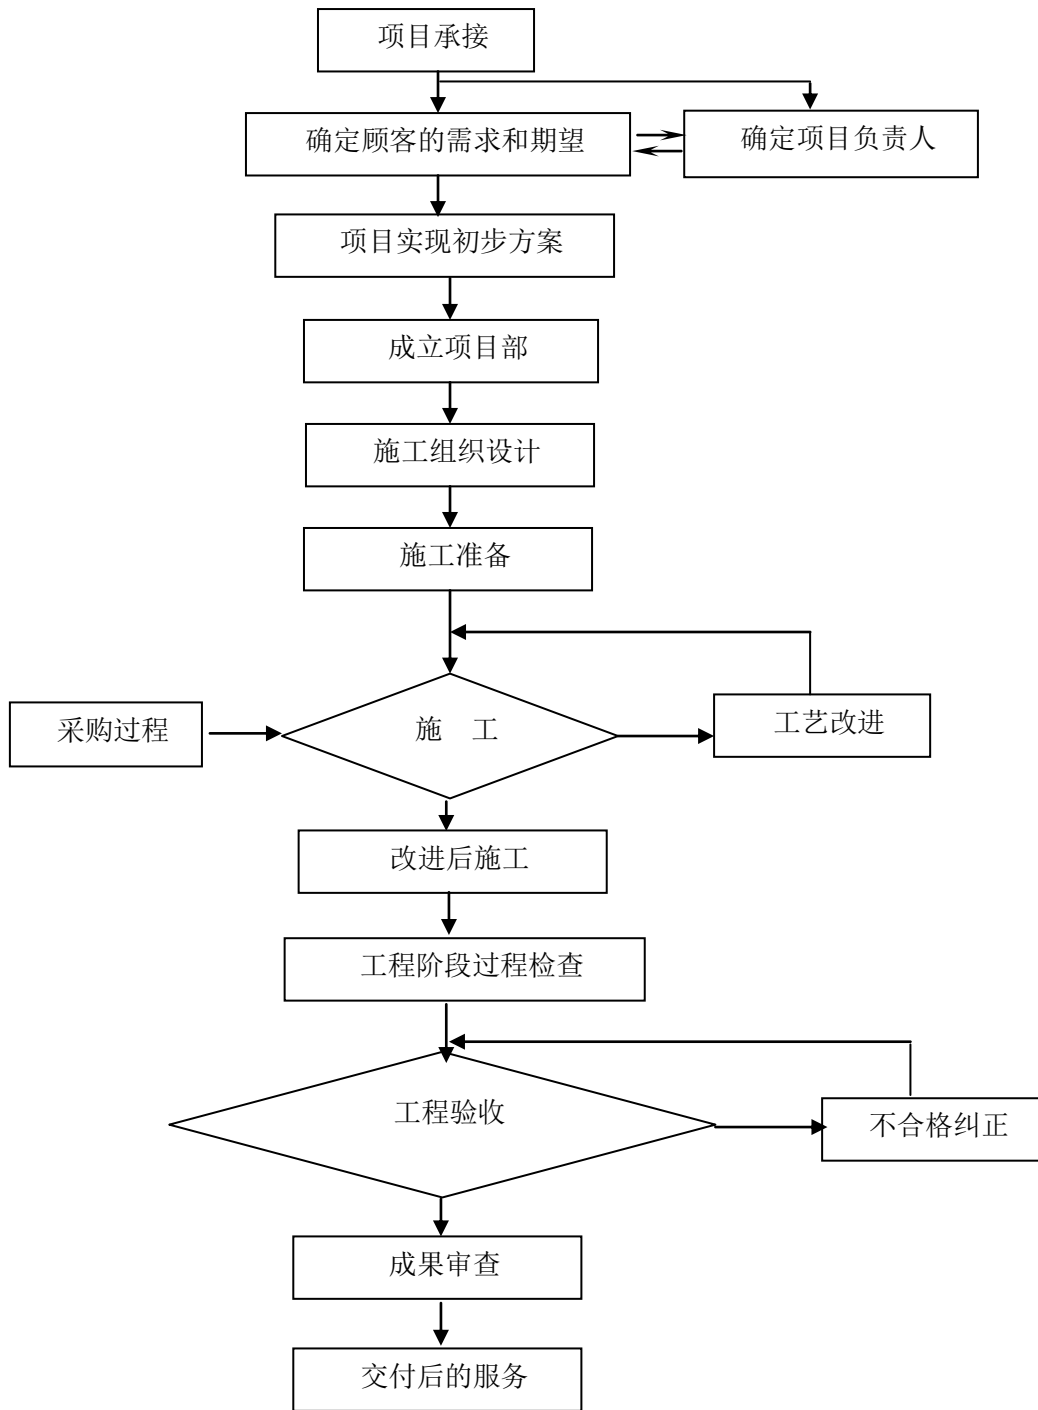 项目承接
确定顾客的需求和期望
确定项目负责人
项目实现初步方案
成立项目部
施工组织设计
施工准备
采购过程
施 工
工艺改进
改进后施工
工程阶段过程检查
工程验收
不合格纠正
成果审查
交付后的服务